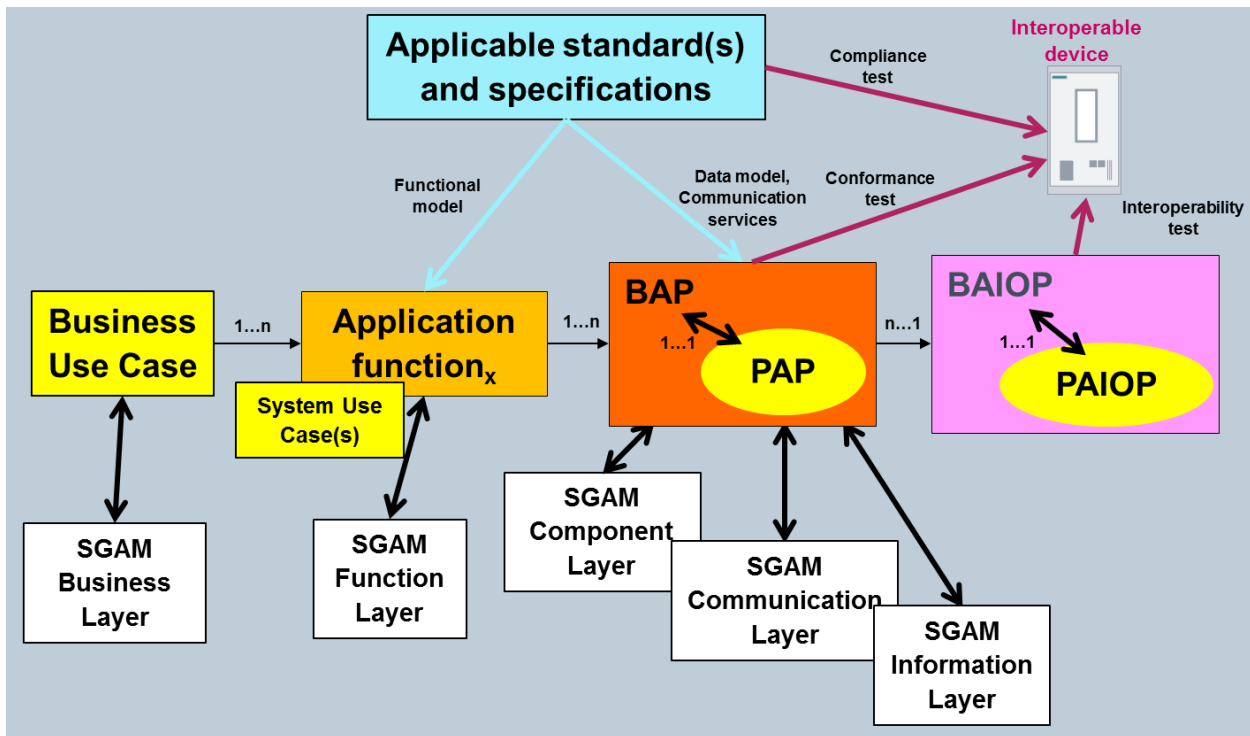 Applicable standard(s)
and specifications
Interoperable
device
Compliance
test
Functional
model
Data model,
Communication
services
Conformance
test
Interoperability
test
Business
Use Case
1…n
Application
functionx
System Use
Case(s)
1…n
BAP
1…1
PAP
n…1
BAIOP
1…1
PAIOP
SGAM
Business
Layer
SGAM
Function
Layer
SGAM
Component
Layer
SGAM
Communication
Layer
SGAM
Information
Layer